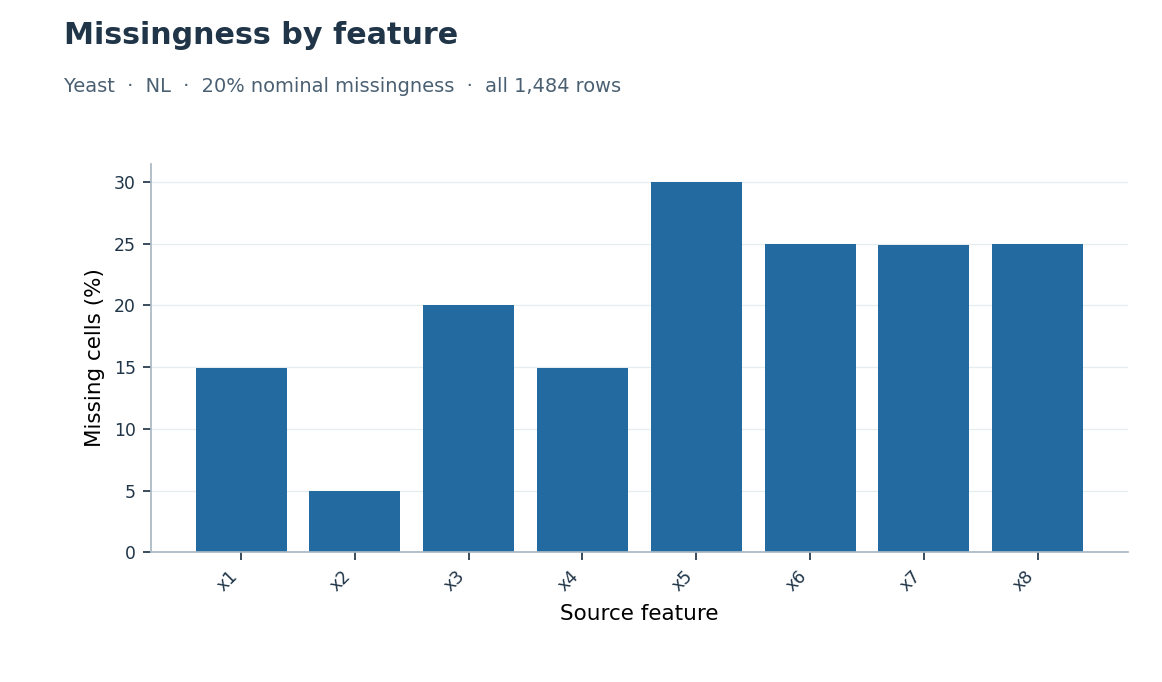 Missingness by feature
Yeast · NL · 20% nominal missingness · all 1,484 rows
Missing cells (%)
30
25
20
15
10
5
0
x1 x2 x3 x4 x5 x6 x7 x8
Source feature